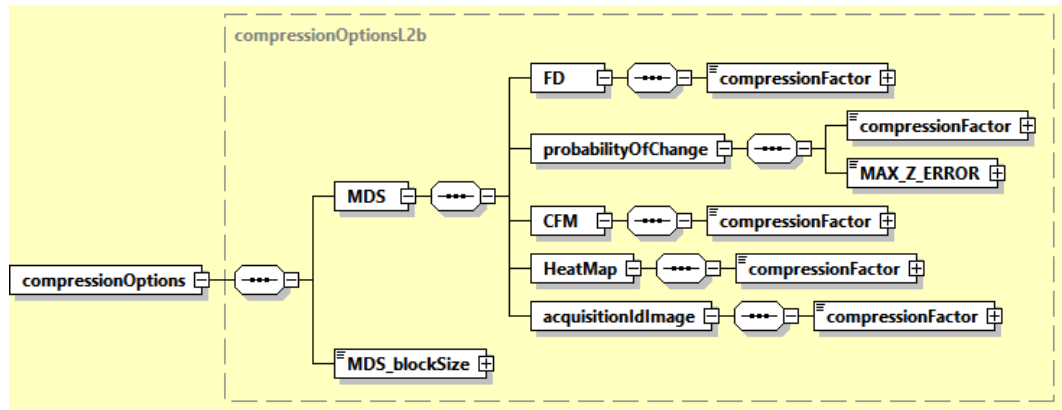 compressionOptionsL2b
FD
compressionFactor
probabilityOfChange
compressionFactor
MAX_Z_ERROR
MDS
CFM
compressionFactor
HeatMap
compressionFactor
compressionOptions
acquisitionIdImage
compressionFactor
MDS_blockSize